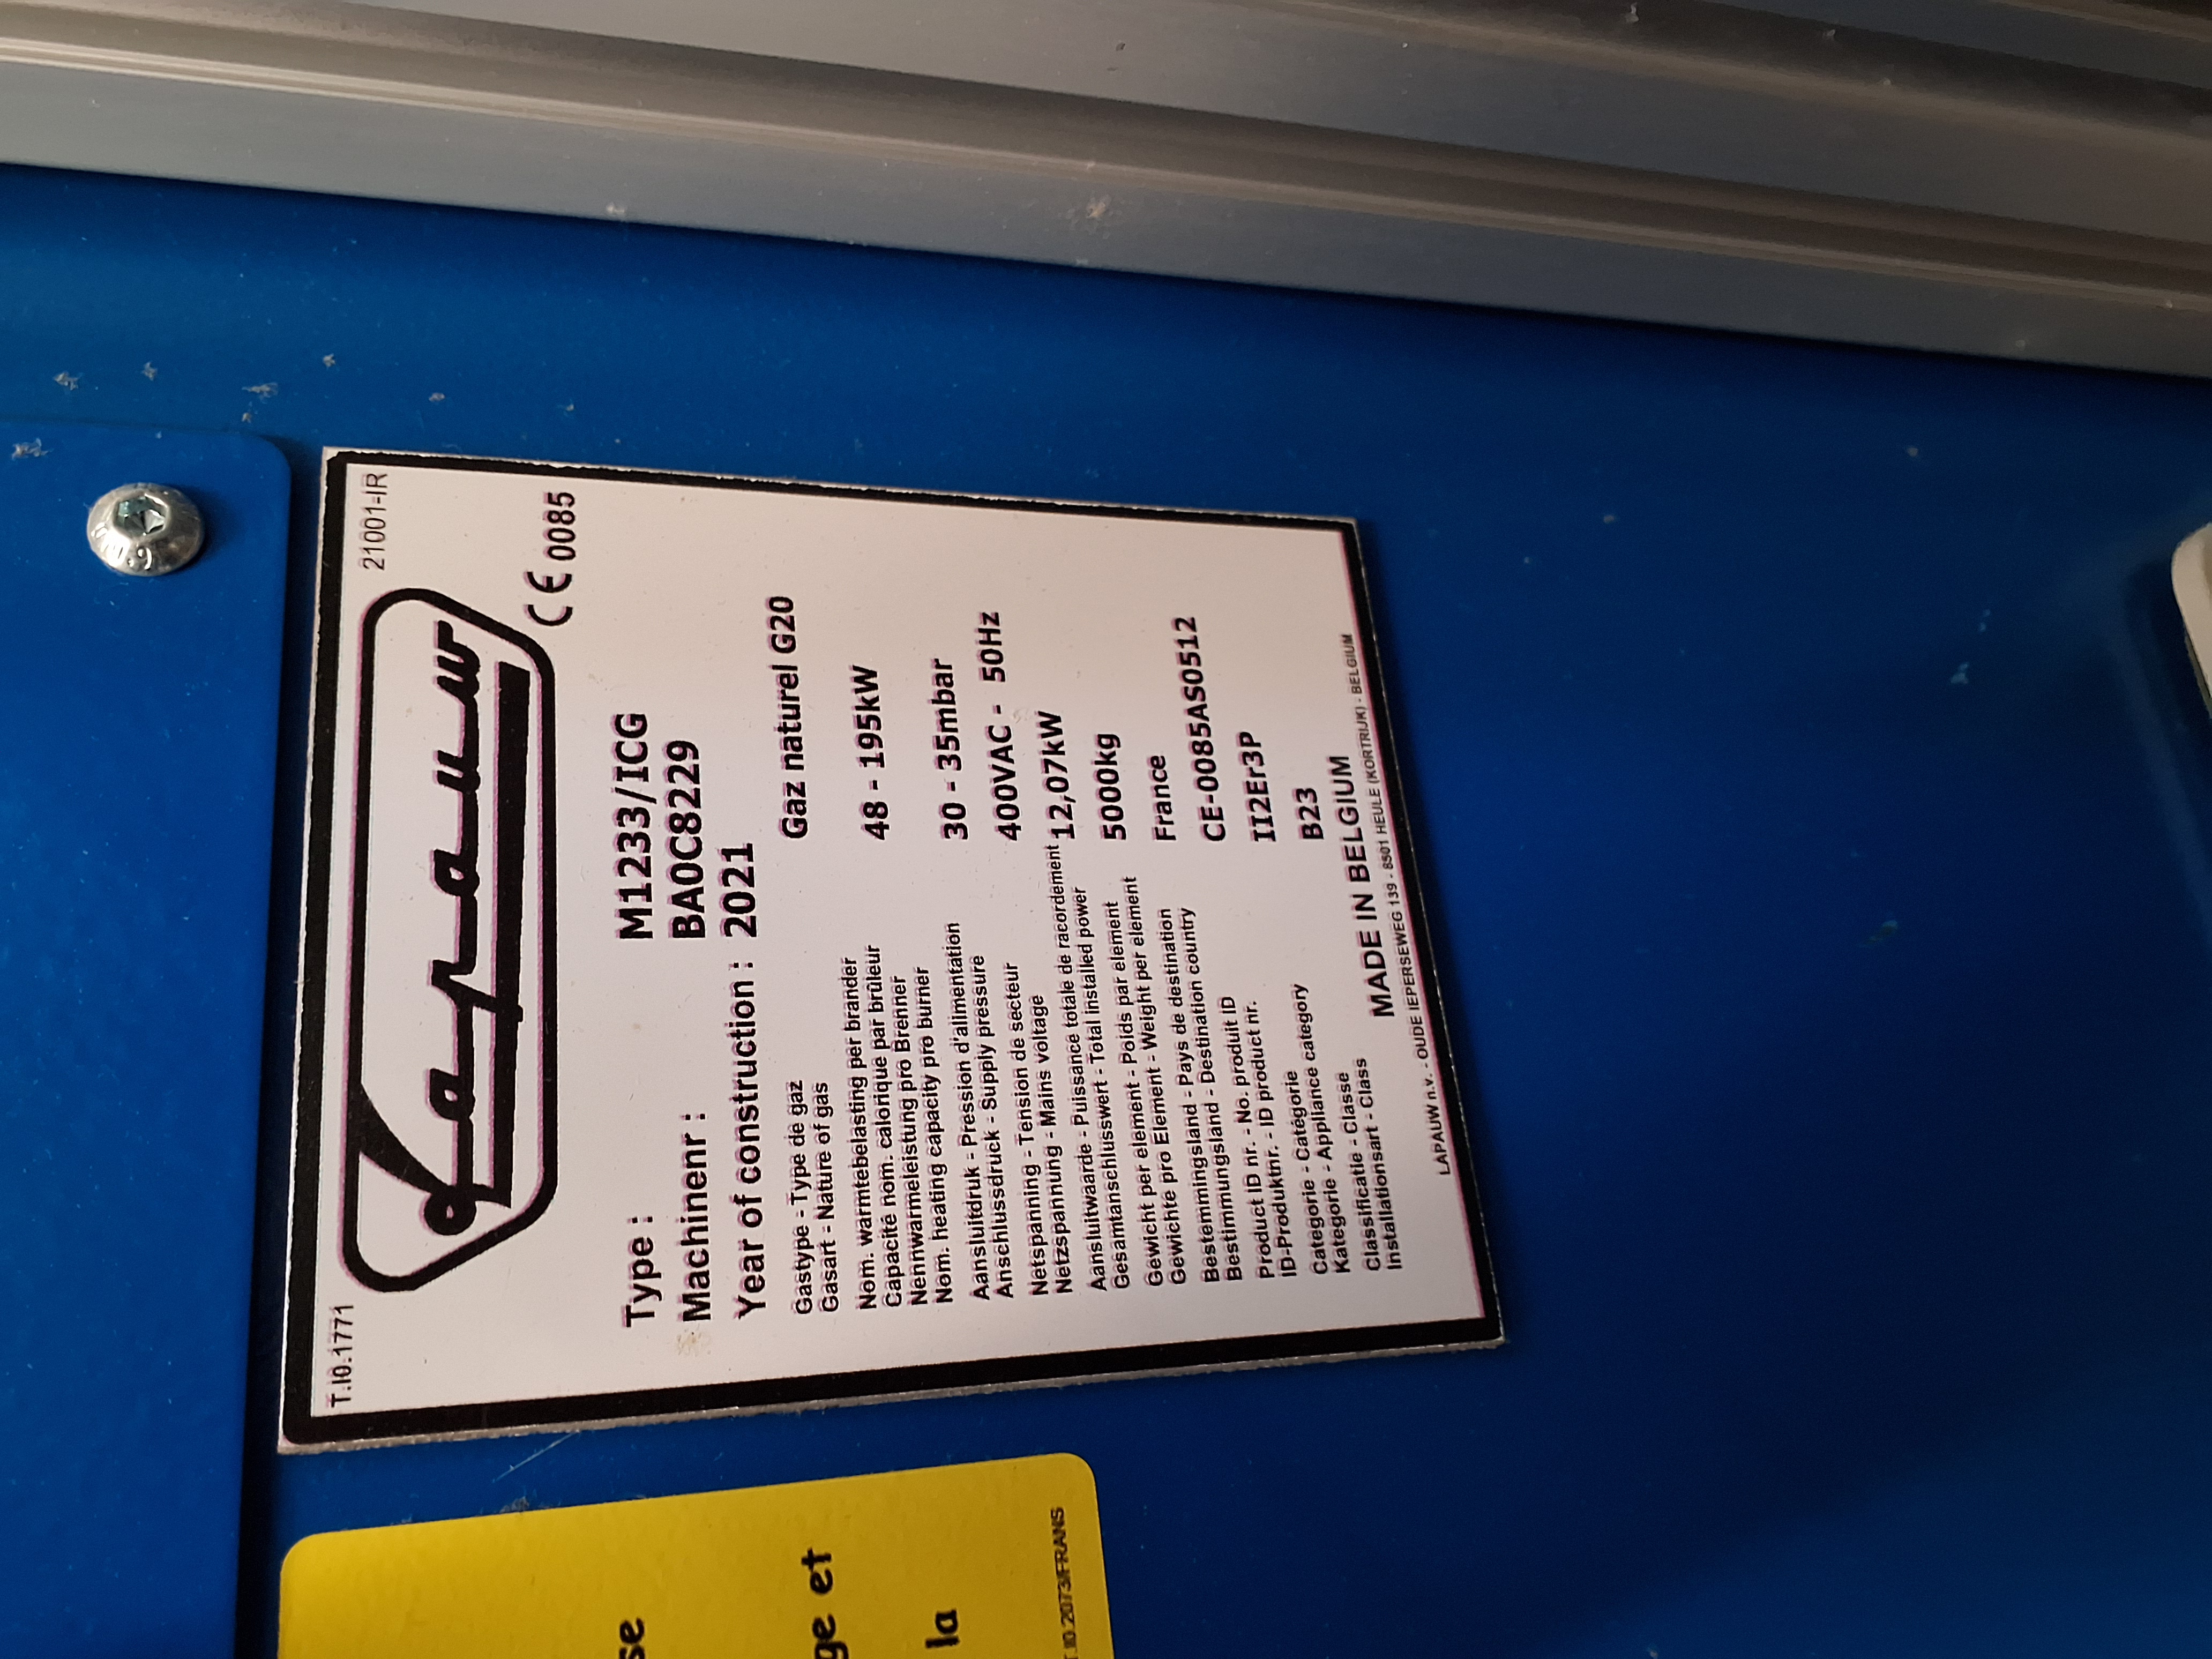 T.I0.1771
21001-IR
Lapauw
CE 0085
Type : M1233/ICG
Machinenr : BA0C8229
Year of construction : 2021
Gastype - Type de gaz
Gasart - Nature of gas
Gaz naturel G20
Nom. warmtebelasting per brander
Capacité nom. calorique par brûleur
Nennwarmeleistung pro Brenner
Nom. heating capacity pro burner
48 - 195kW
Aansluitdruk - Pression d'alimentation
Anschlussdruck - Supply pressure
30 - 35mbar
Netspanning - Tension de secteur
Netzspannung - Mains voltage
400VAC - 50Hz
Aansluitwaarde - Puissance totale de racordement
Gesamtanschlusswert - Total installed power
12,07kW
Gewicht per element - Poids par element
Gewichte pro Element - Weight per element
5000kg
Bestemmingsland - Pays de destination
Bestimmungsland - Destination country
France
Product ID nr. - No. produit ID
ID-Produktnr. - ID product nr.
CE-0085AS0512
Categorie - Catégorie
Kategorie - Appliance category
II2Er3P
Classificatie - Classe
Installationsart - Class
B23
MADE IN BELGIUM
LAPAUW n.v. - OUDE IEPERSEWEG 139 - 8501 HEULE (KORTRIJK) - BELGIUM
se
ge et
la
I0.2073/FRANS